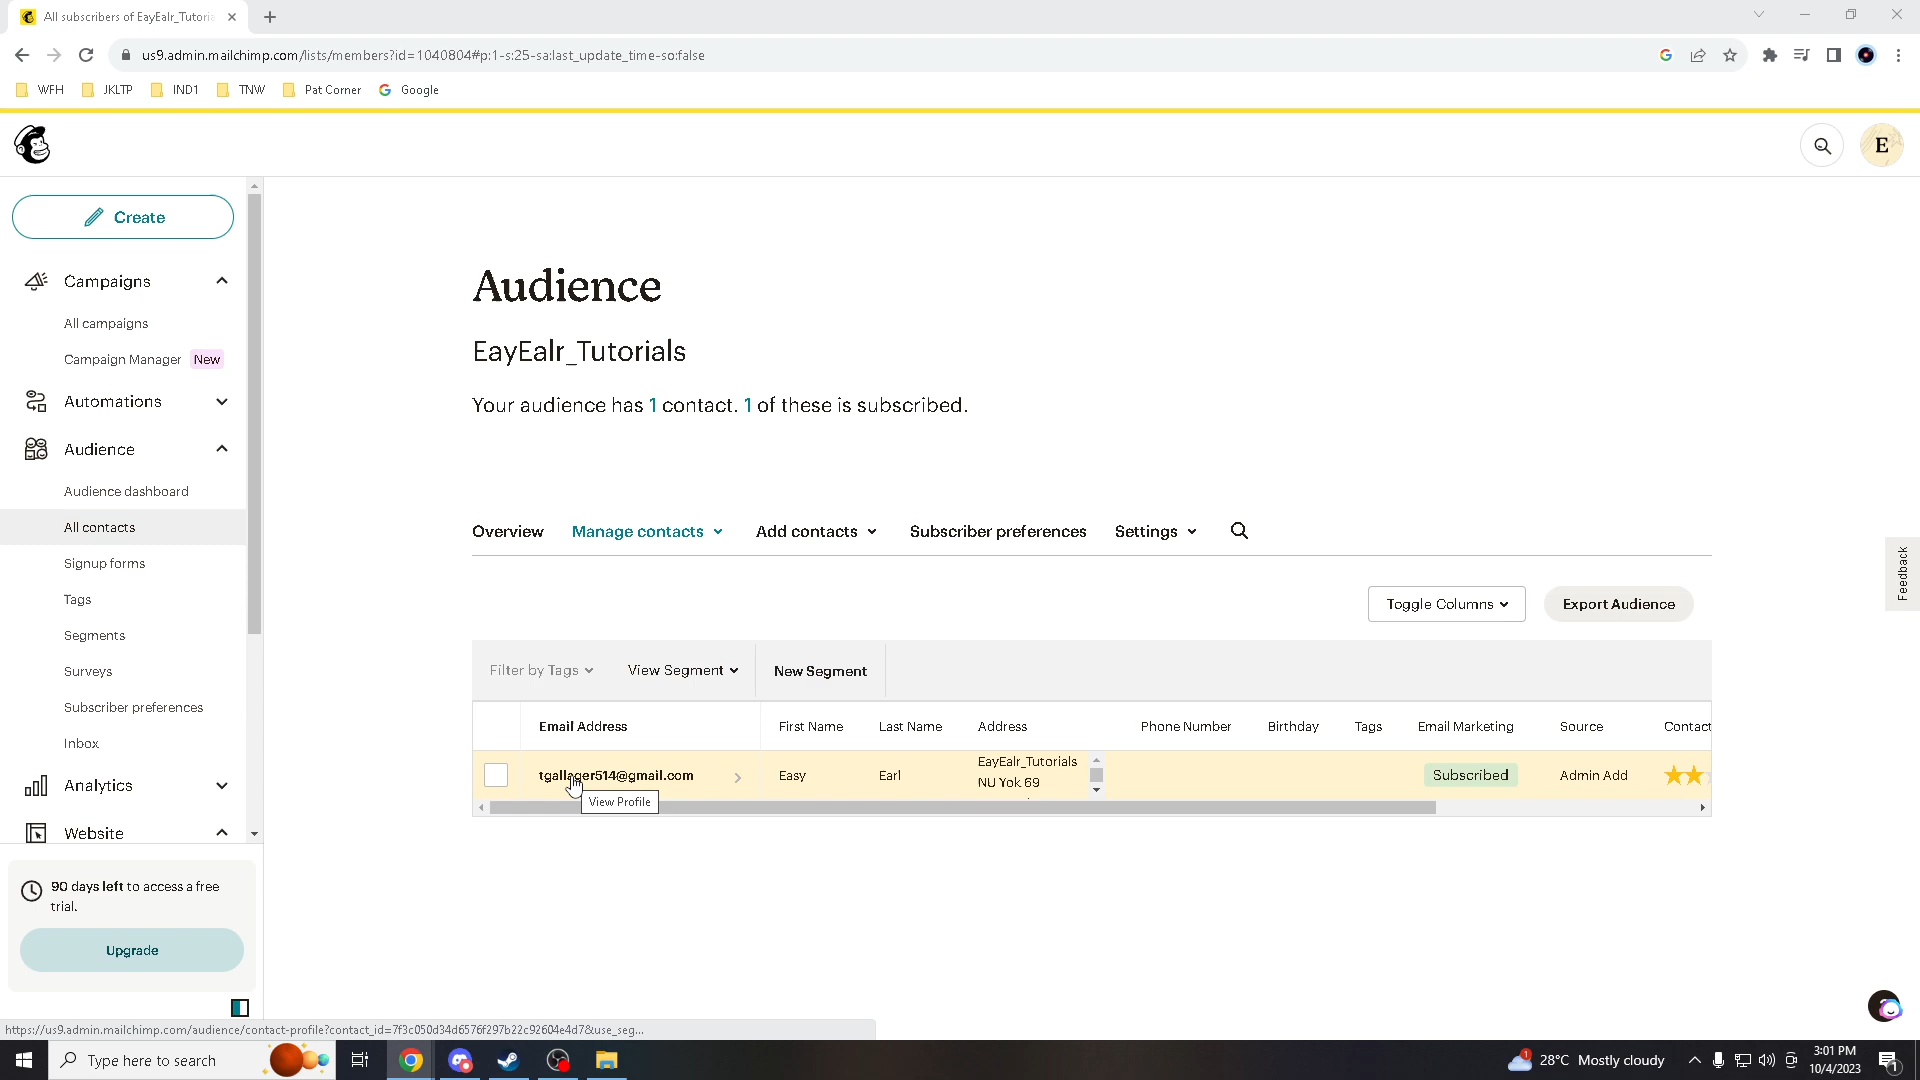 All subscribers of EayEalr_Tutoria
us9.admin.mailchimp.com/lists/members?id=1040804#p:1-s:25-sa:last_update_time-so:false
WFH JKLTP IND1 TNW Pat Corner Google
E
Create
Campaigns
All campaigns
Campaign Manager New
Automations
Audience
Audience dashboard
All contacts
Signup forms
Tags
Segments
Surveys
Subscriber preferences
Inbox
Analytics
Website
90 days left to access a free
trial.
Upgrade
Audience
EayEalr_Tutorials
Your audience has 1 contact. 1 of these is subscribed.
Overview Manage contacts Add contacts Subscriber preferences Settings
Toggle Columns Export Audience
Filter by Tags View Segment New Segment
Email Address First Name Last Name Address Phone Number Birthday Tags Email Marketing Source Contact
tgallager514@gmail.com Easy Earl EayEalr_Tutorials NU Yok 69 Subscribed Admin Add
View Profile
Feedback
https://us9.admin.mailchimp.com/audience/contact-profile?contact_id=7f3c050d34d6576f297b22c92604e4d7&use_seg...
Type here to search
1
28°C Mostly cloudy
3:01 PM
10/4/2023
1